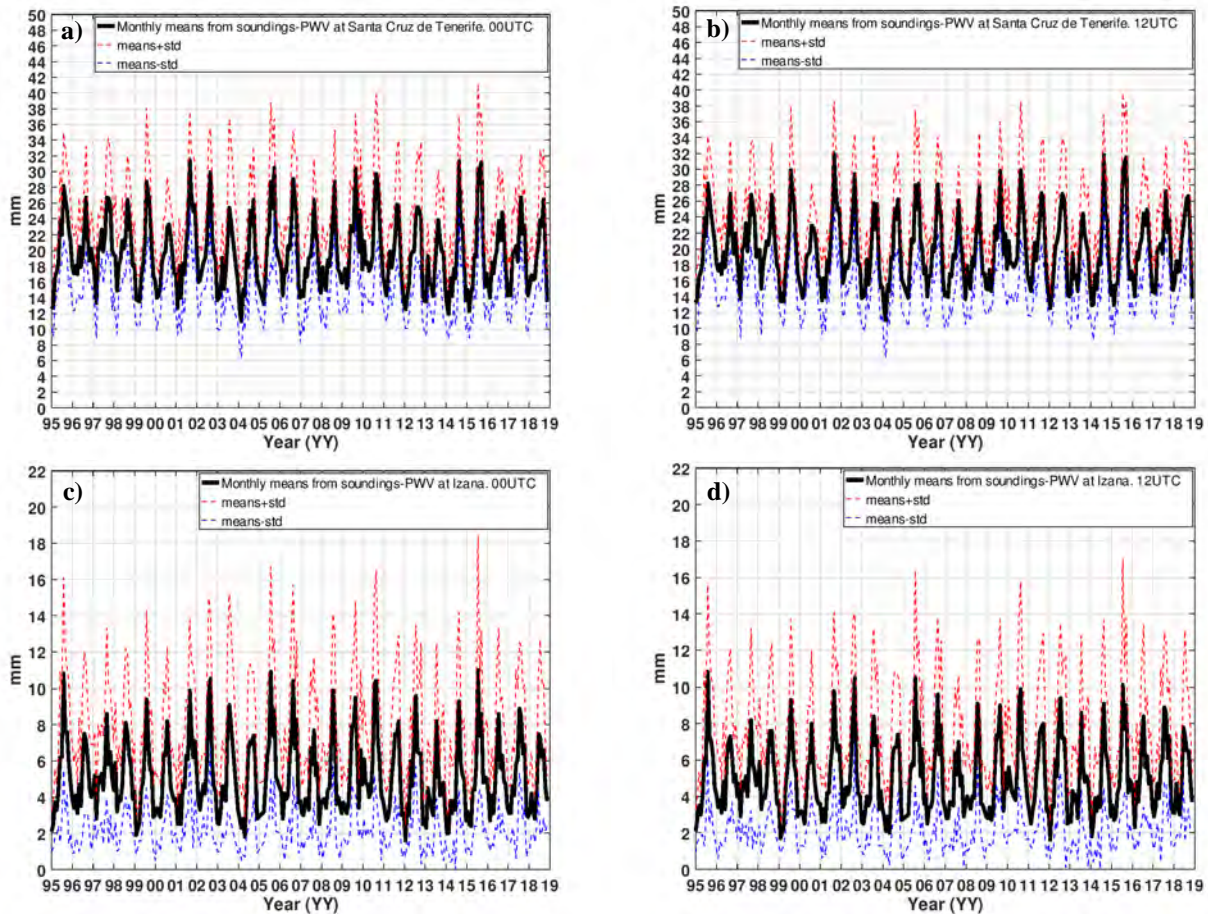 a)
Monthly means from soundings-PWV at Santa Cruz de Tenerife. 00UTC
means+std
means-std
50
48
46
44
42
40
38
36
34
32
30
28
26
24
22
20
18
16
14
12
10
8
6
4
2
0
mm
95 96 97 98 99 00 01 02 03 04 05 06 07 08 09 10 11 12 13 14 15 16 17 18 19
Year (YY)
b)
Monthly means from soundings-PWV at Santa Cruz de Tenerife. 12UTC
means+std
means-std
50
48
46
44
42
40
38
36
34
32
30
28
26
24
22
20
18
16
14
12
10
8
6
4
2
0
mm
95 96 97 98 99 00 01 02 03 04 05 06 07 08 09 10 11 12 13 14 15 16 17 18 19
Year (YY)
c)
Monthly means from soundings-PWV at Izana. 00UTC
means+std
means-std
22
20
18
16
14
12
10
8
6
4
2
0
mm
95 96 97 98 99 00 01 02 03 04 05 06 07 08 09 10 11 12 13 14 15 16 17 18 19
Year (YY)
d)
Monthly means from soundings-PWV at Izana. 12UTC
means+std
means-std
22
20
18
16
14
12
10
8
6
4
2
0
mm
95 96 97 98 99 00 01 02 03 04 05 06 07 08 09 10 11 12 13 14 15 16 17 18 19
Year (YY)